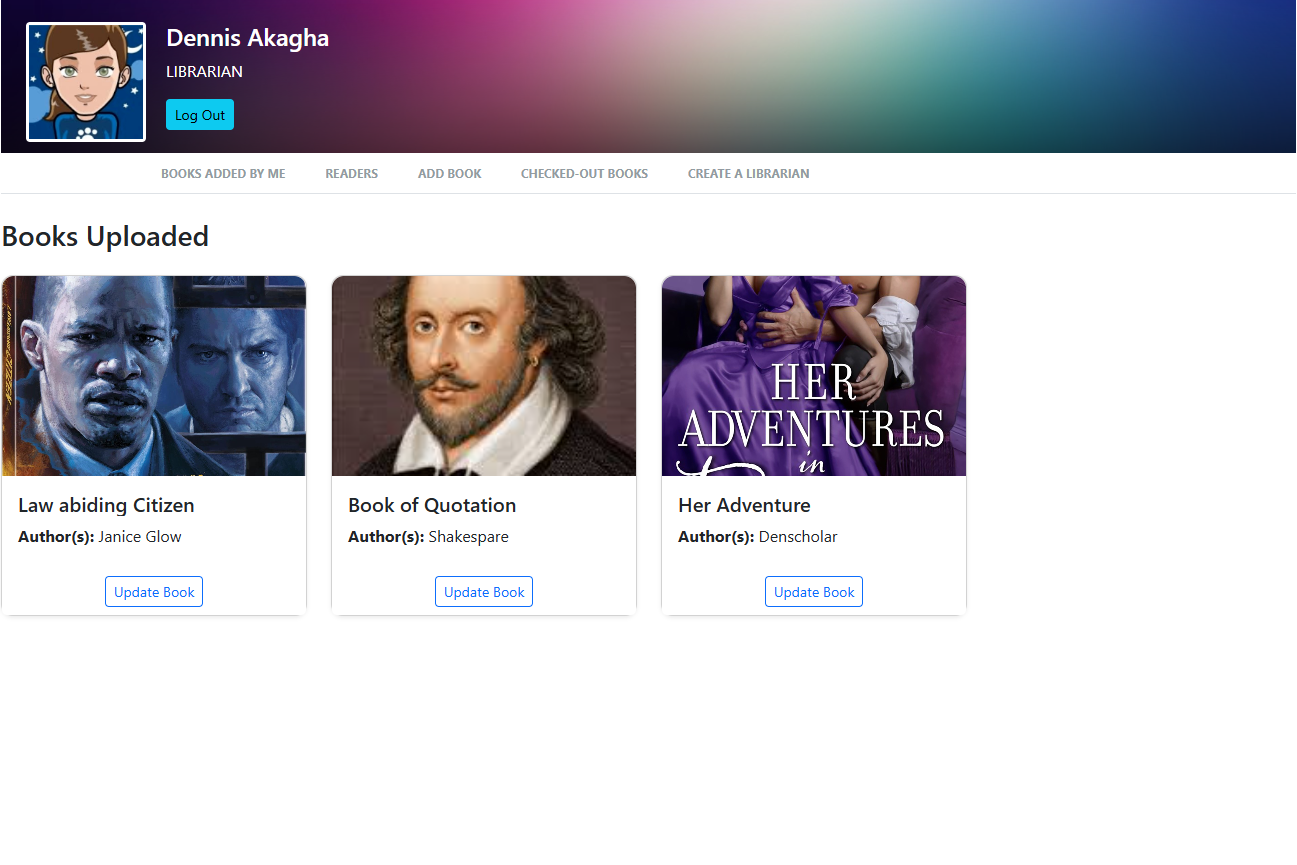 Dennis Akagha
LIBRARIAN
Log Out
BOOKS ADDED BY ME READERS ADD BOOK CHECKED-OUT BOOKS CREATE A LIBRARIAN
Books Uploaded
HER
ADVENTURES
in
Law abiding Citizen
Author(s): Janice Glow
Update Book
Book of Quotation
Author(s): Shakespare
Update Book
Her Adventure
Author(s): Denscholar
Update Book